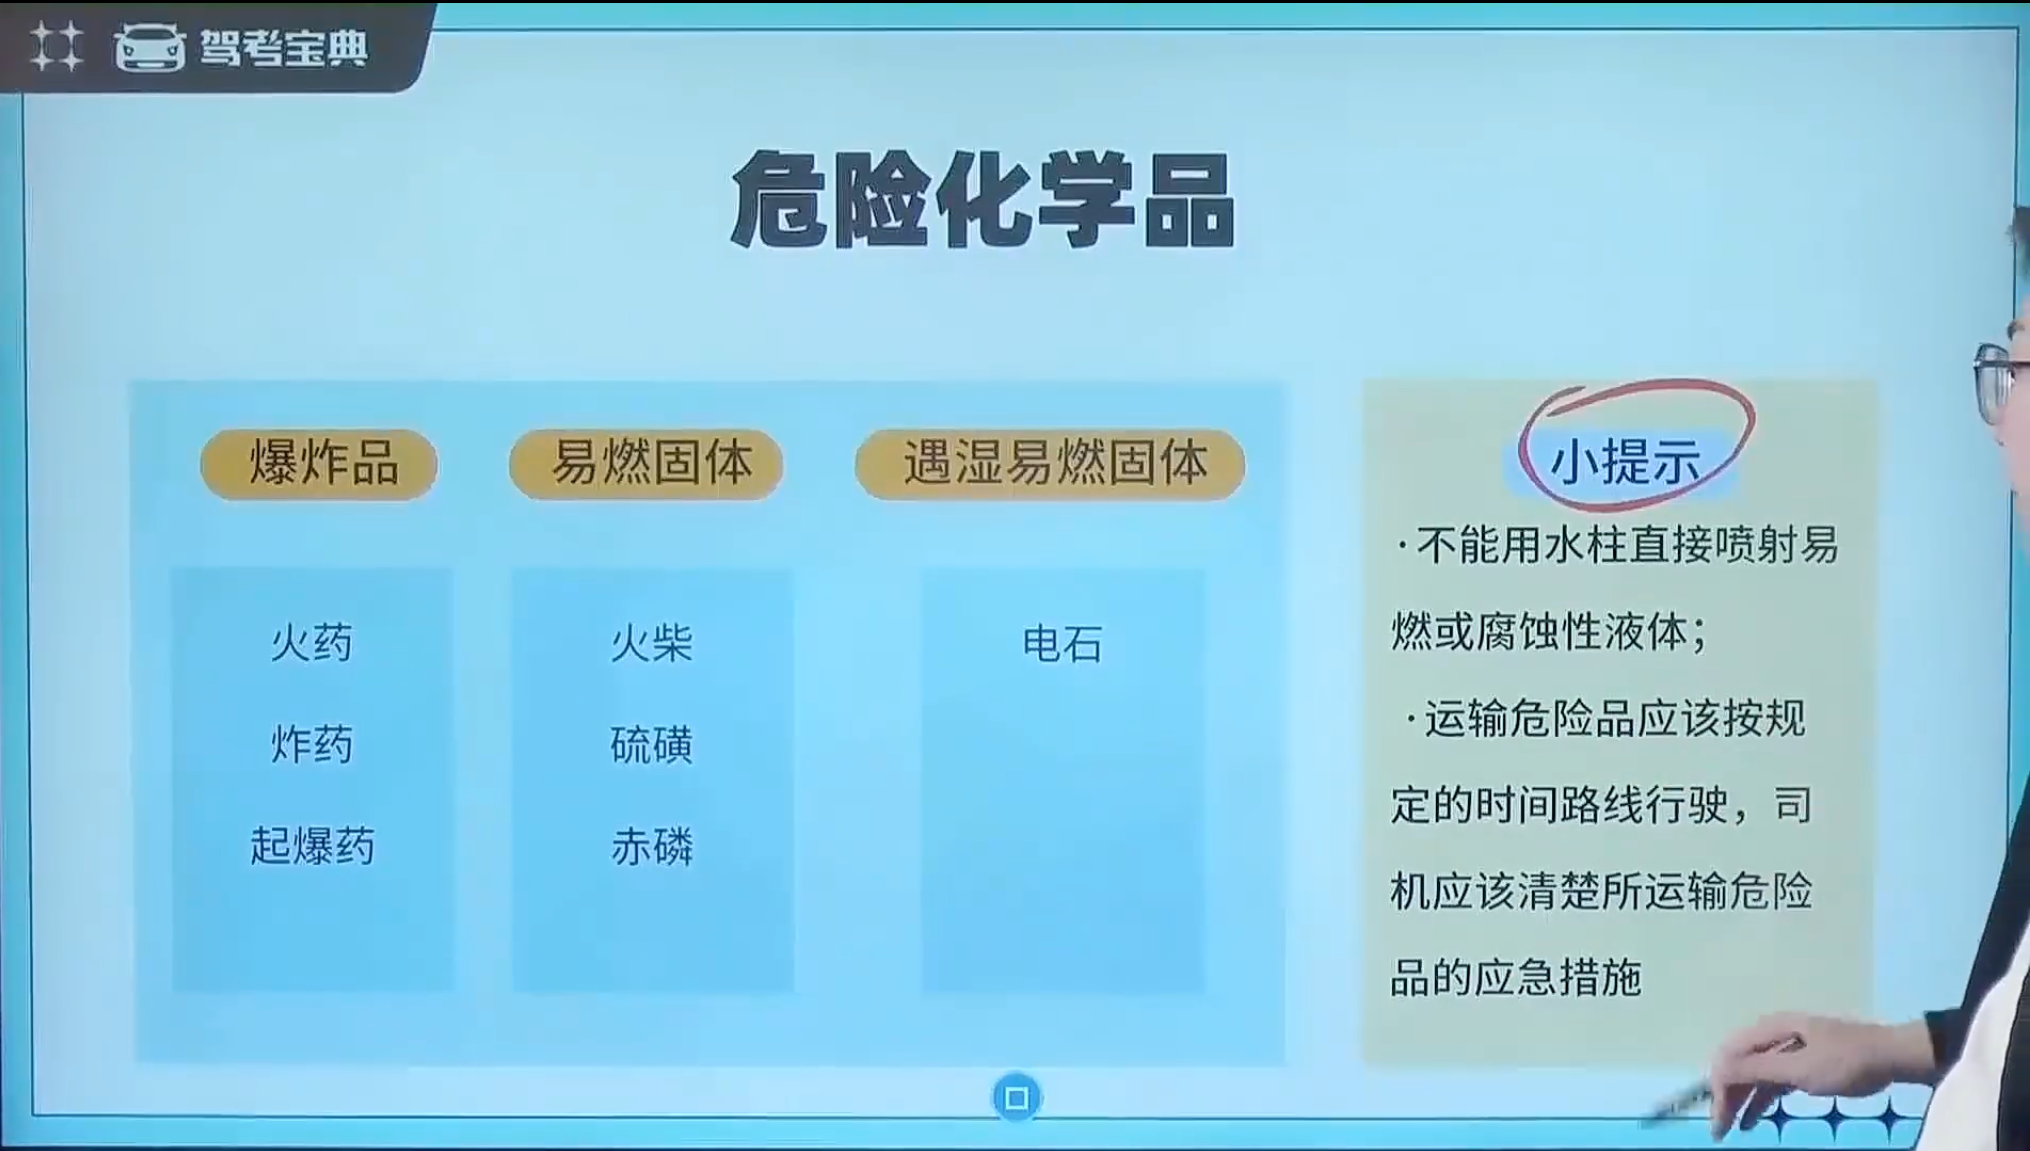 驾考宝典
危险化学品
爆炸品
火药
炸药
起爆药
易燃固体
火柴
硫磺
赤磷
遇湿易燃固体
电石
小提示
·不能用水柱直接喷射易
燃或腐蚀性液体；
·运输危险品应该按规
定的时间路线行驶，司
机应该清楚所运输危险
品的应急措施